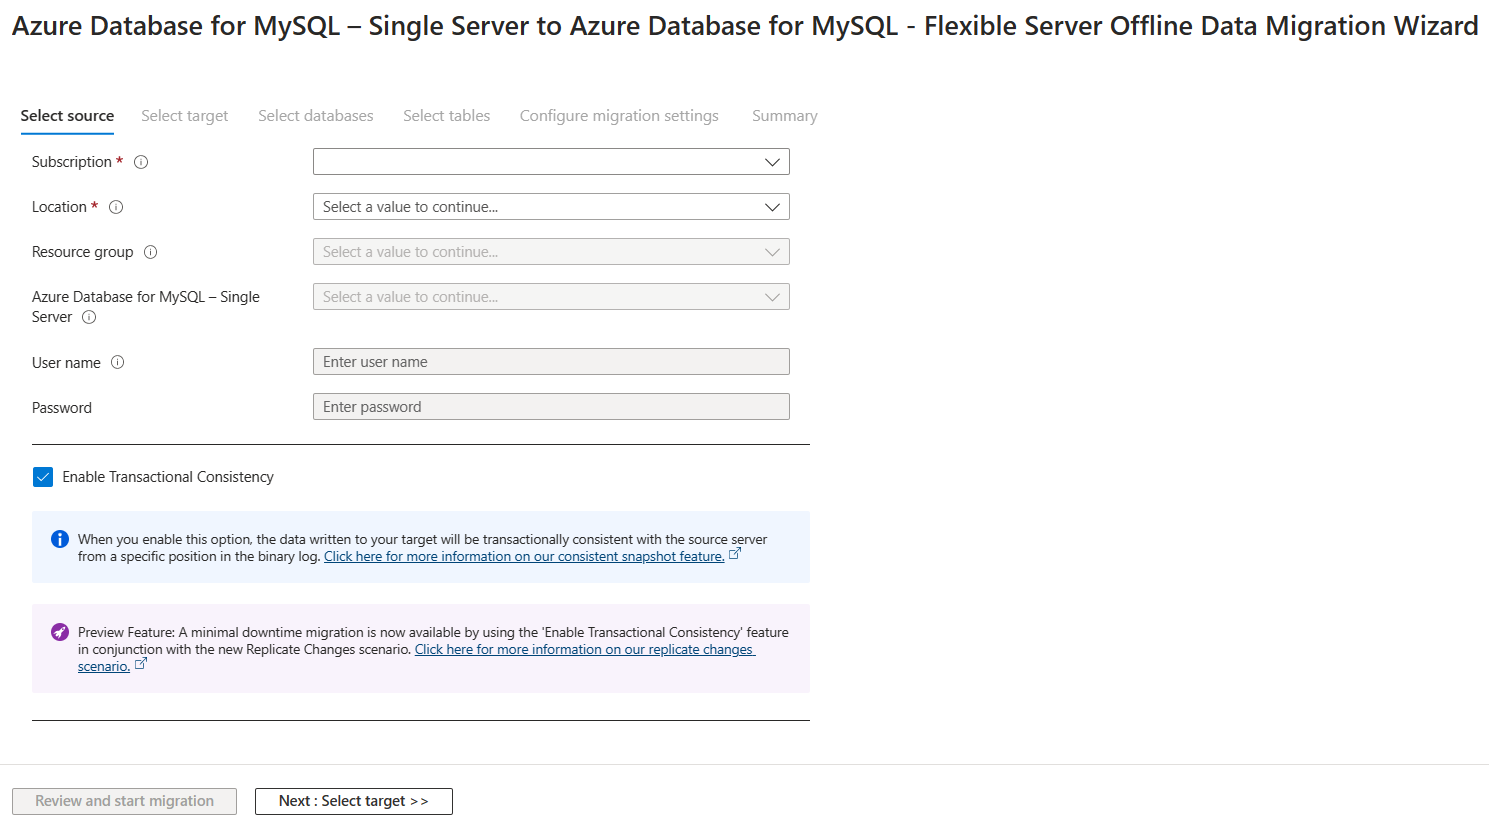 Azure Database for MySQL – Single Server to Azure Database for MySQL - Flexible Server Offline Data Migration Wizard
Select source Select target Select databases Select tables Configure migration settings Summary
Subscription *
Location * Select a value to continue...
Resource group Select a value to continue...
Azure Database for MySQL – Single Select a value to continue...
Server
User name Enter user name
Password Enter password
Enable Transactional Consistency
When you enable this option, the data written to your target will be transactionally consistent with the source server
from a specific position in the binary log. Click here for more information on our consistent snapshot feature.
Preview Feature: A minimal downtime migration is now available by using the 'Enable Transactional Consistency' feature
in conjunction with the new Replicate Changes scenario. Click here for more information on our replicate changes
scenario.
Review and start migration Next : Select target >>